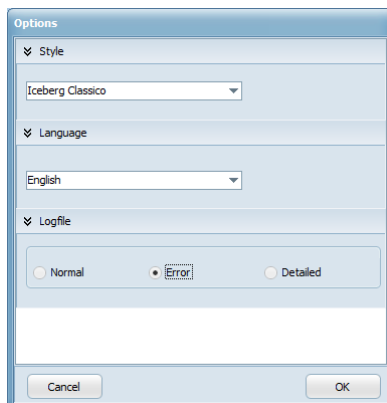 Options
Style
Iceberg Classico
Language
English
Logfile
Normal Error Detailed
Cancel OK